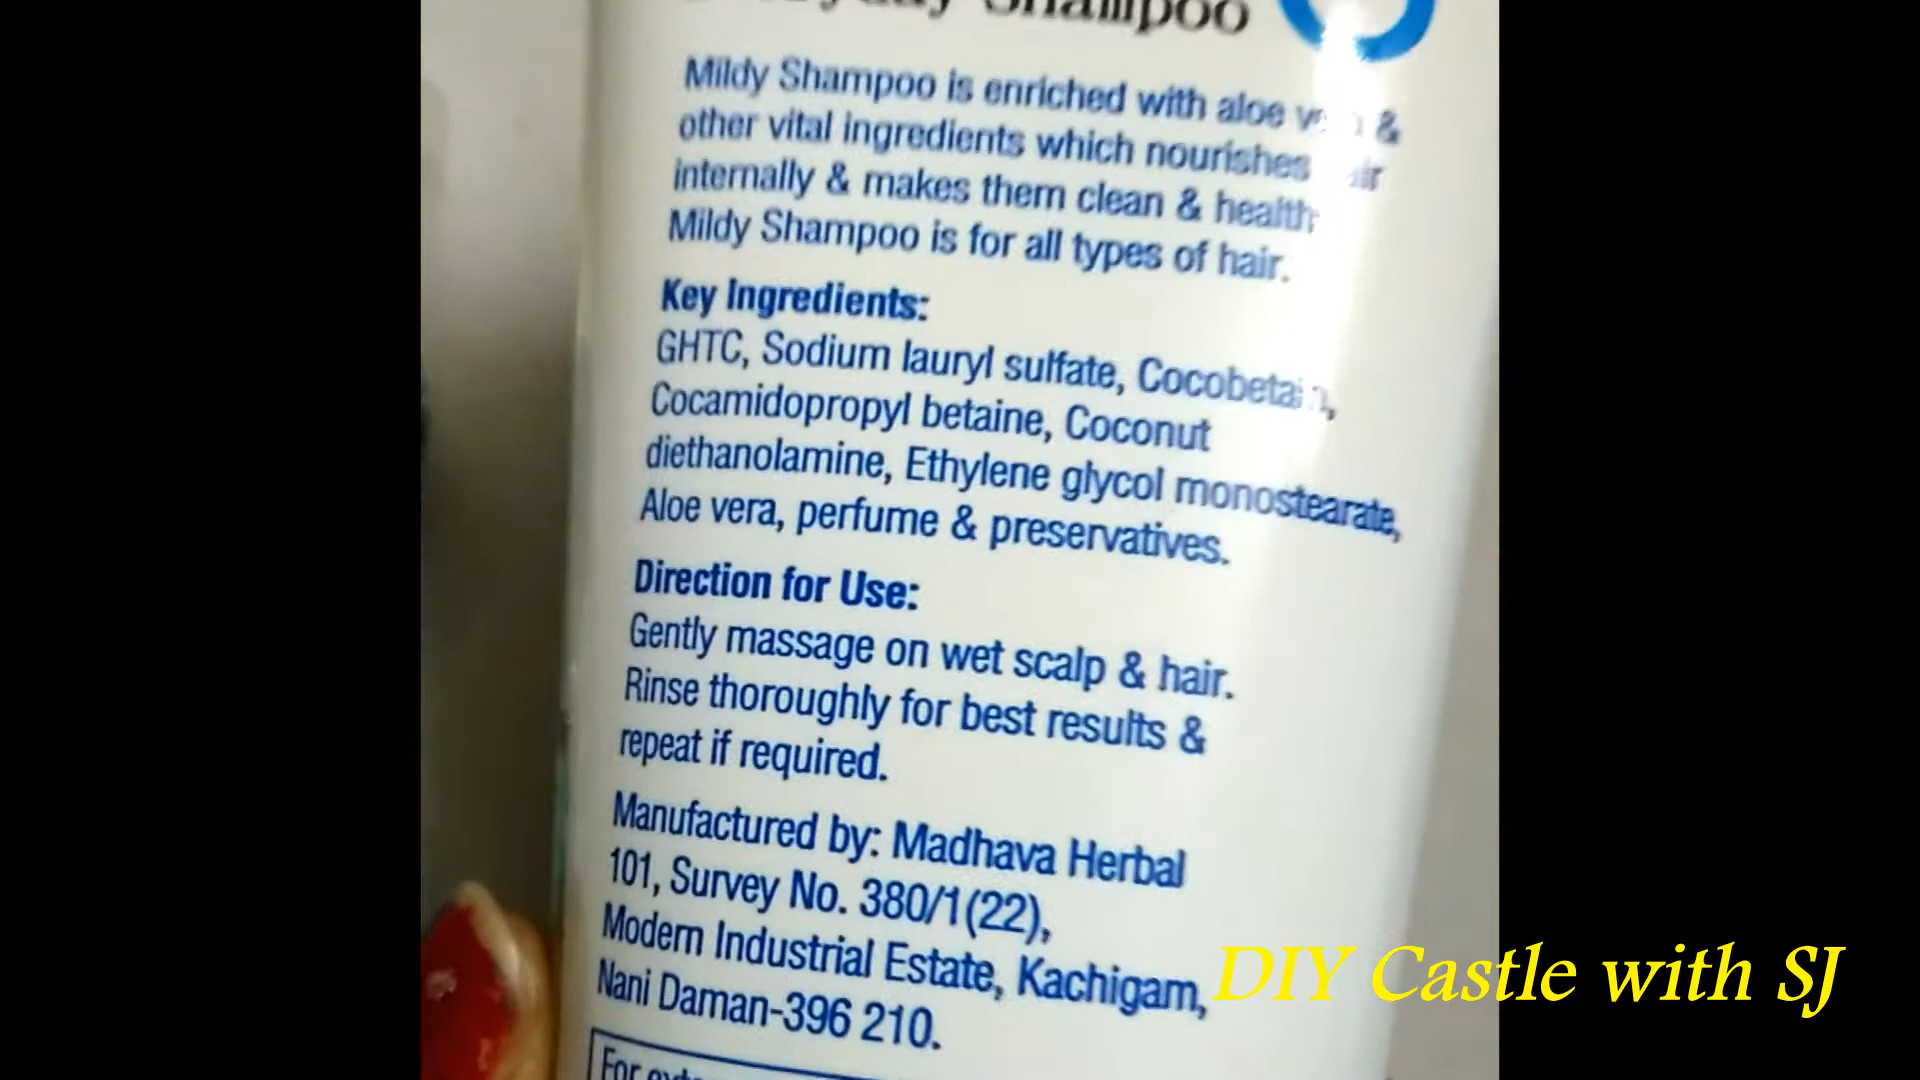 Shampoo
Mildy Shampoo is enriched with aloe &
other vital ingredients which nourishes
internally & makes them clean &
Mildy Shampoo is for all types of hair.
Key Ingredients:
GHTC, Sodium lauryl sulfate, Cocobetain,
Cocamidopropyl betaine, Coconut
diethanolamine, Ethylene glycol monostearate,
Aloe vera, perfume & preservatives.
Direction for Use:
Gently massage on wet scalp & hair.
Rinse thoroughly for best results &
repeat if required.
Manufactured by: Madhava Herbal
101, Survey No. 380/1(22),
Modern Industrial Estate, Kachigam,
Nani Daman-396 210.
For
DIY Castle with SJ